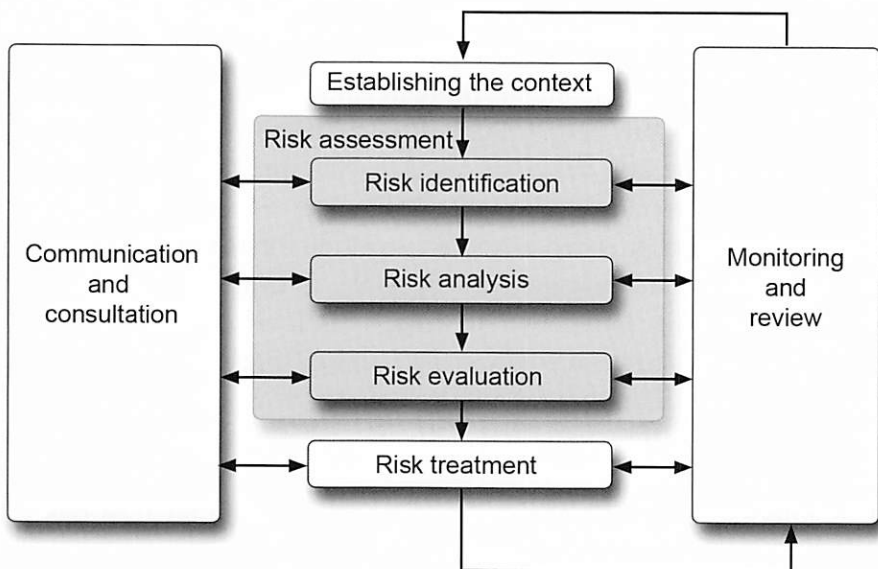 Establishing the context
Risk assessment
Risk identification
Communication
and
consultation
Risk analysis
Monitoring
and
review
Risk evaluation
Risk treatment